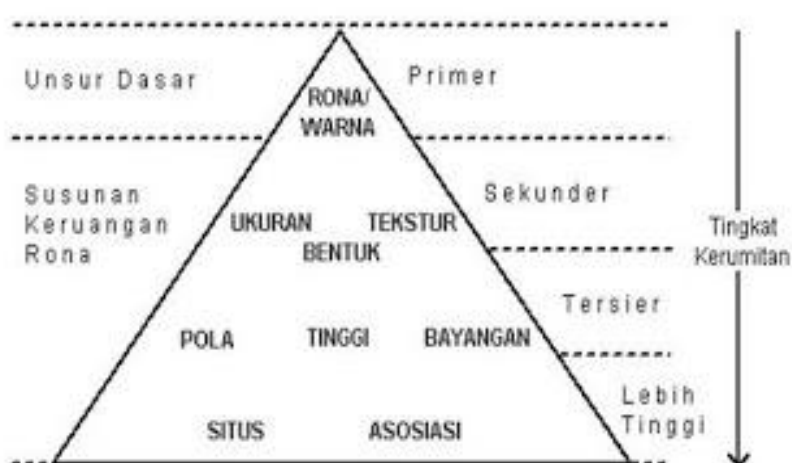 Unsur Dasar
Primer
RONA/
WARNA
Susunan
Keruangan
Rona
Sekunder
UKURAN TEKSTUR
BENTUK
Tingkat
Kerumitan
Tersier
POLA TINGGI BAYANGAN
Lebih
Tinggi
SITUS ASOSIASI